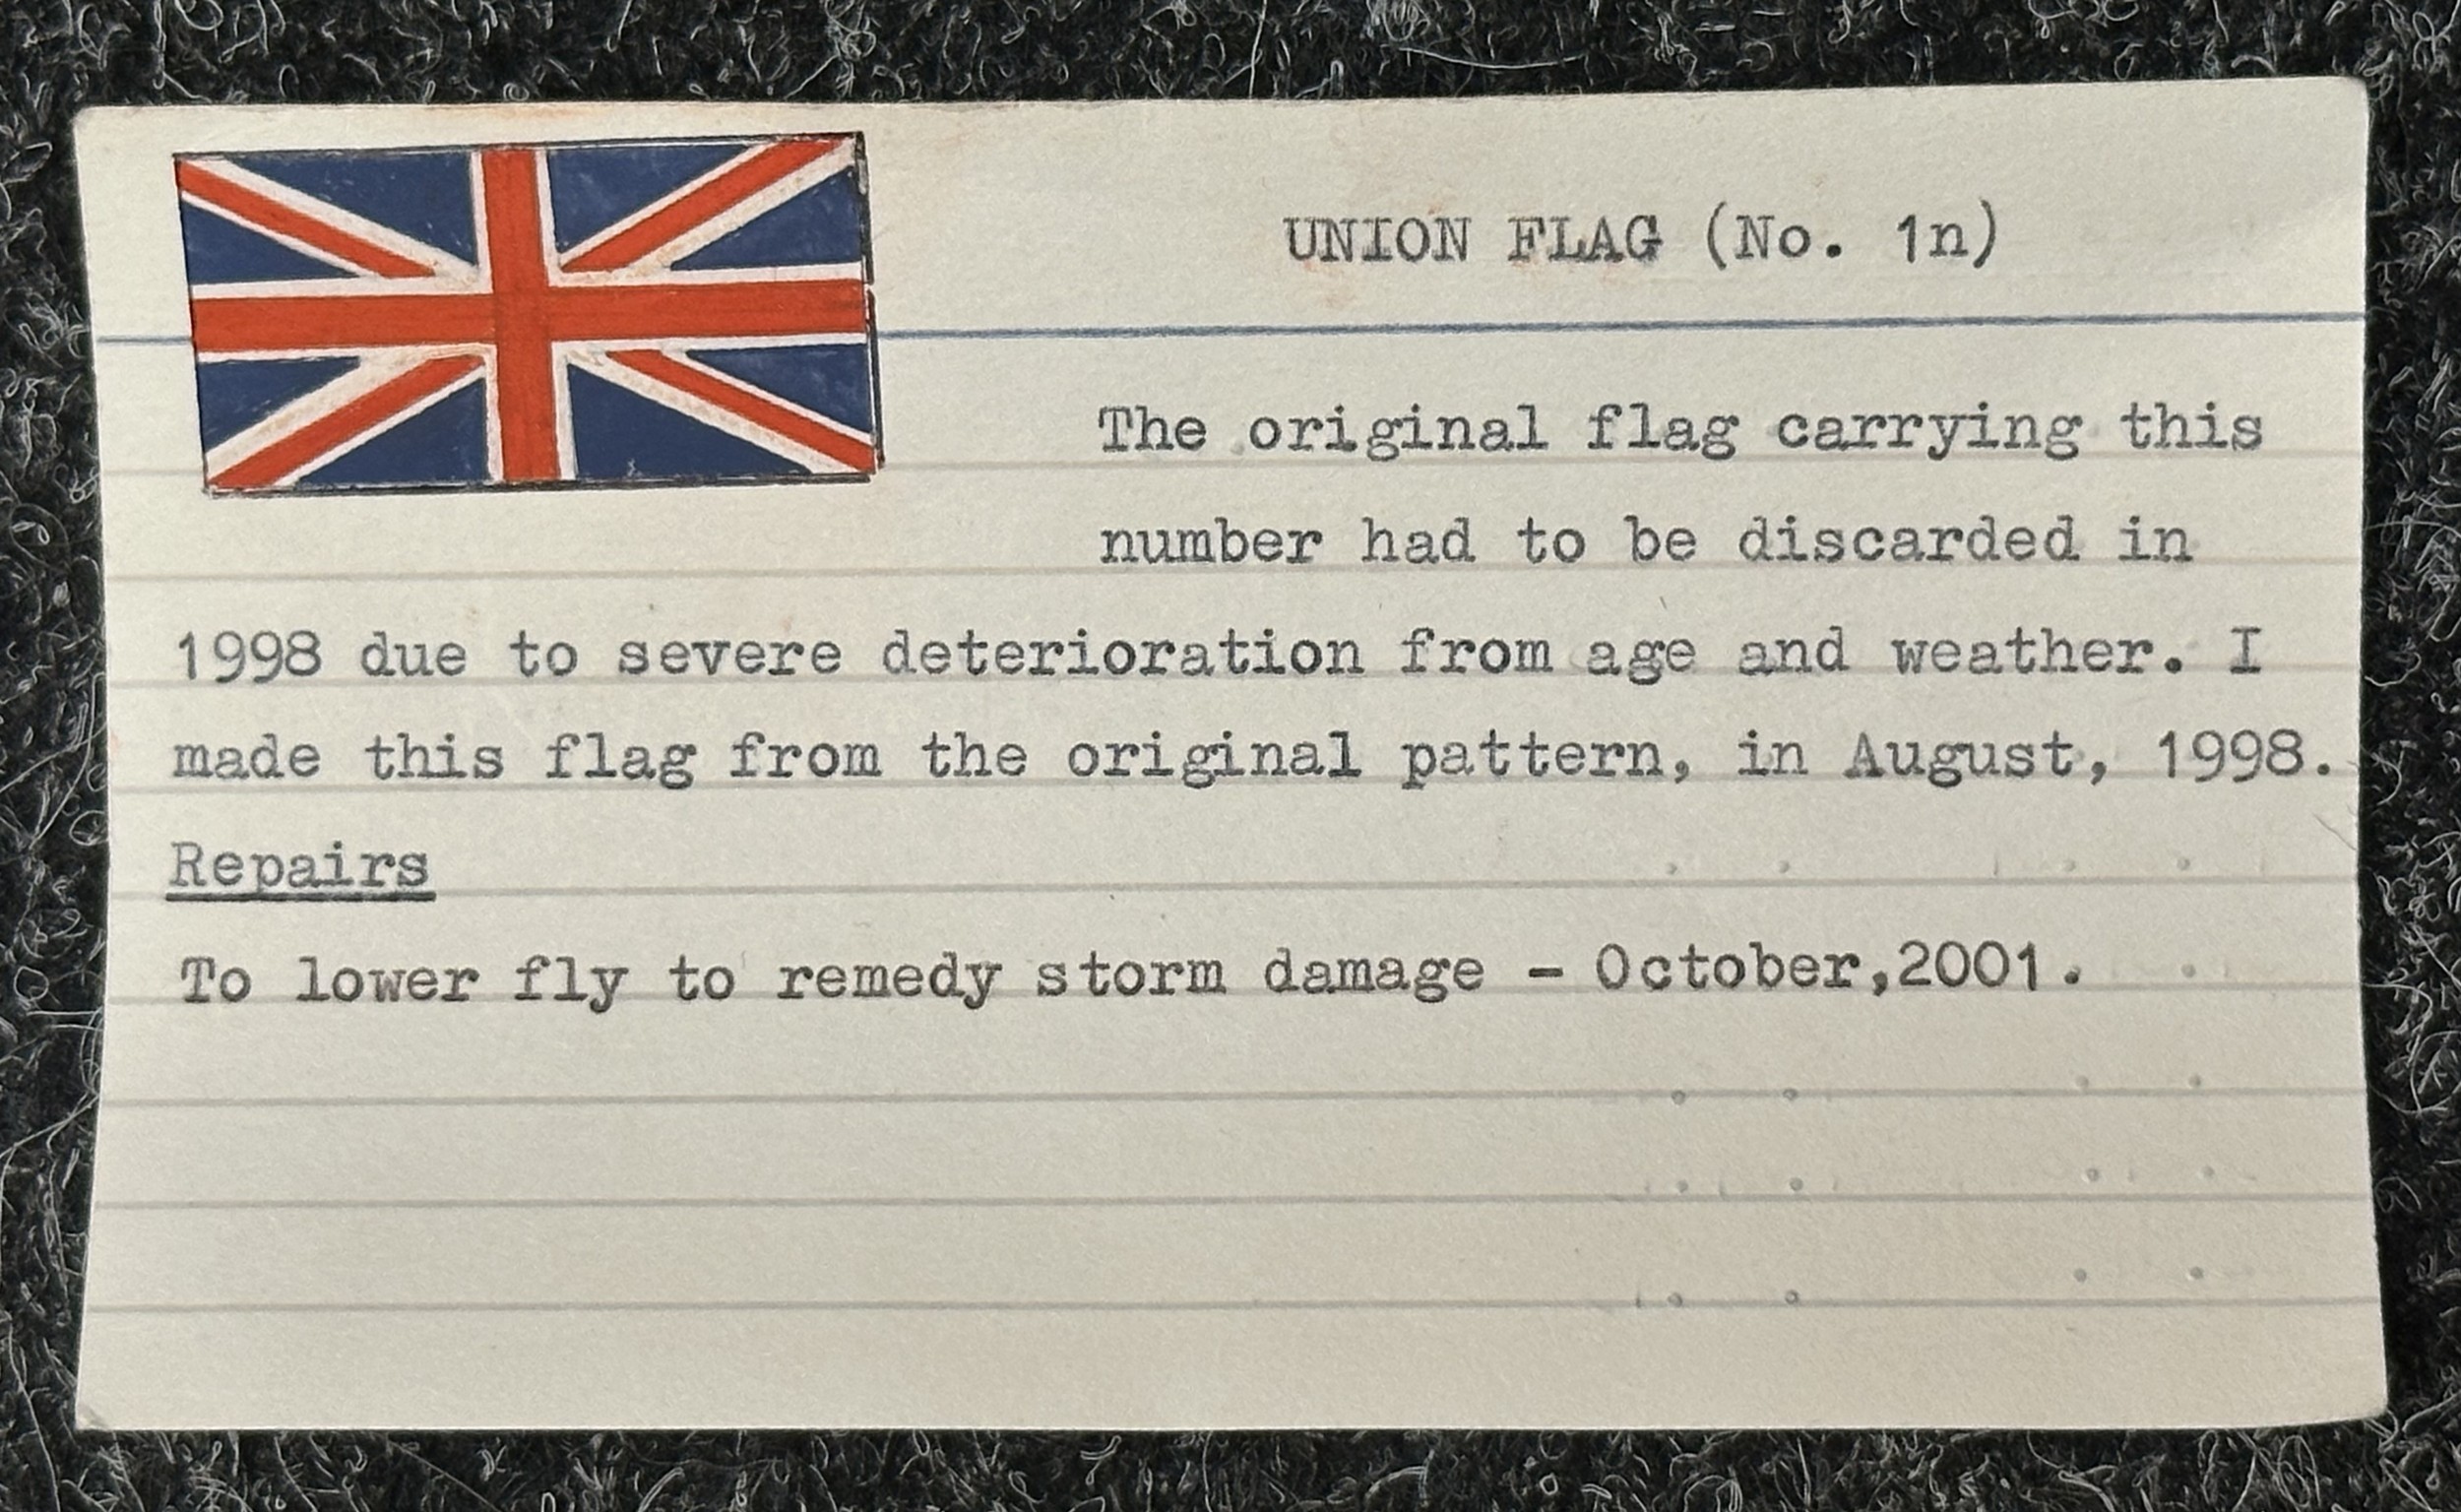 UNION FLAG (No. 1n)
The original flag carrying this
number had to be discarded in
1998 due to severe deterioration from age and weather. I
made this flag from the original pattern, in August, 1998.
Repairs
To lower fly to remedy storm damage - October,2001.